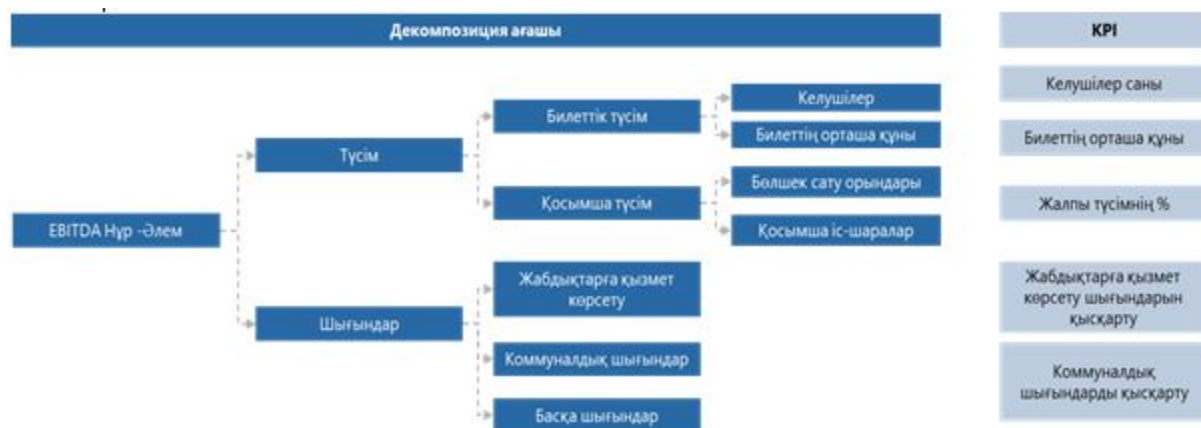 Декомпозиция ағашы
KPI
EBITDA Нұр -Әлем
Түсім
Шығындар
Билеттік түсім
Қосымша түсім
Жабдықтарға қызмет
көрсету
Коммуналдық шығындар
Басқа шығындар
Келушілер
Билеттің орташа құны
Бөлшек сату орындары
Қосымша іс-шаралар
Келушілер саны
Билеттің орташа құны
Жалпы түсімнің %
Жабдықтарға қызмет
көрсету шығындарын
қысқарту
Коммуналдық
шығындарды қысқарту